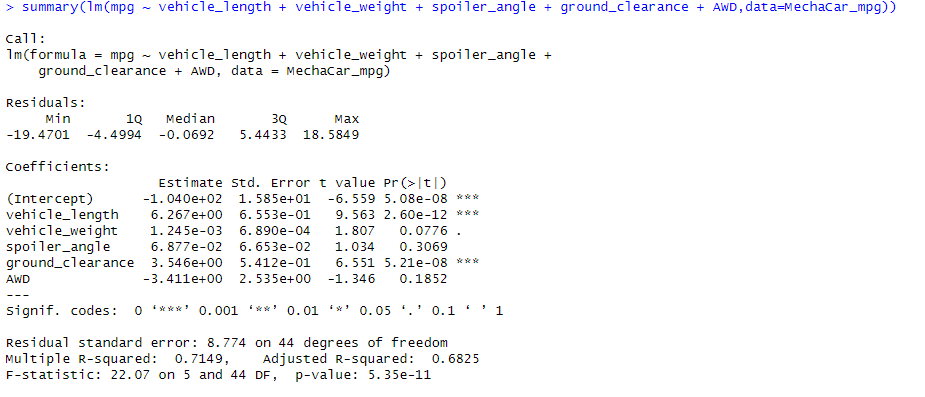 > summary(lm(mpg ~ vehicle_length + vehicle_weight + spoiler_angle + ground_clearance + AWD,data=MechaCar_mpg))
Call:
lm(formula = mpg ~ vehicle_length + vehicle_weight + spoiler_angle +
    ground_clearance + AWD, data = MechaCar_mpg)
Residuals:
     Min       1Q   Median       3Q      Max
-19.4701  -4.4994  -0.0692   5.4433  18.5849
Coefficients:
                   Estimate Std. Error t value Pr(>|t|)
(Intercept)      -1.040e+02  1.585e+01  -6.559 5.08e-08 ***
vehicle_length    6.267e+00  6.553e-01   9.563 2.60e-12 ***
vehicle_weight    1.245e-03  6.890e-04   1.807   0.0776 .
spoiler_angle     6.877e-02  6.653e-02   1.034   0.3069
ground_clearance  3.546e+00  5.412e-01   6.551 5.21e-08 ***
AWD              -3.411e+00  2.535e+00  -1.346   0.1852
---
Signif. codes:  0 ‘***’ 0.001 ‘**’ 0.01 ‘*’ 0.05 ‘.’ 0.1 ‘ ’ 1
Residual standard error: 8.774 on 44 degrees of freedom
Multiple R-squared:  0.7149,    Adjusted R-squared:  0.6825
F-statistic: 22.07 on 5 and 44 DF,  p-value: 5.35e-11